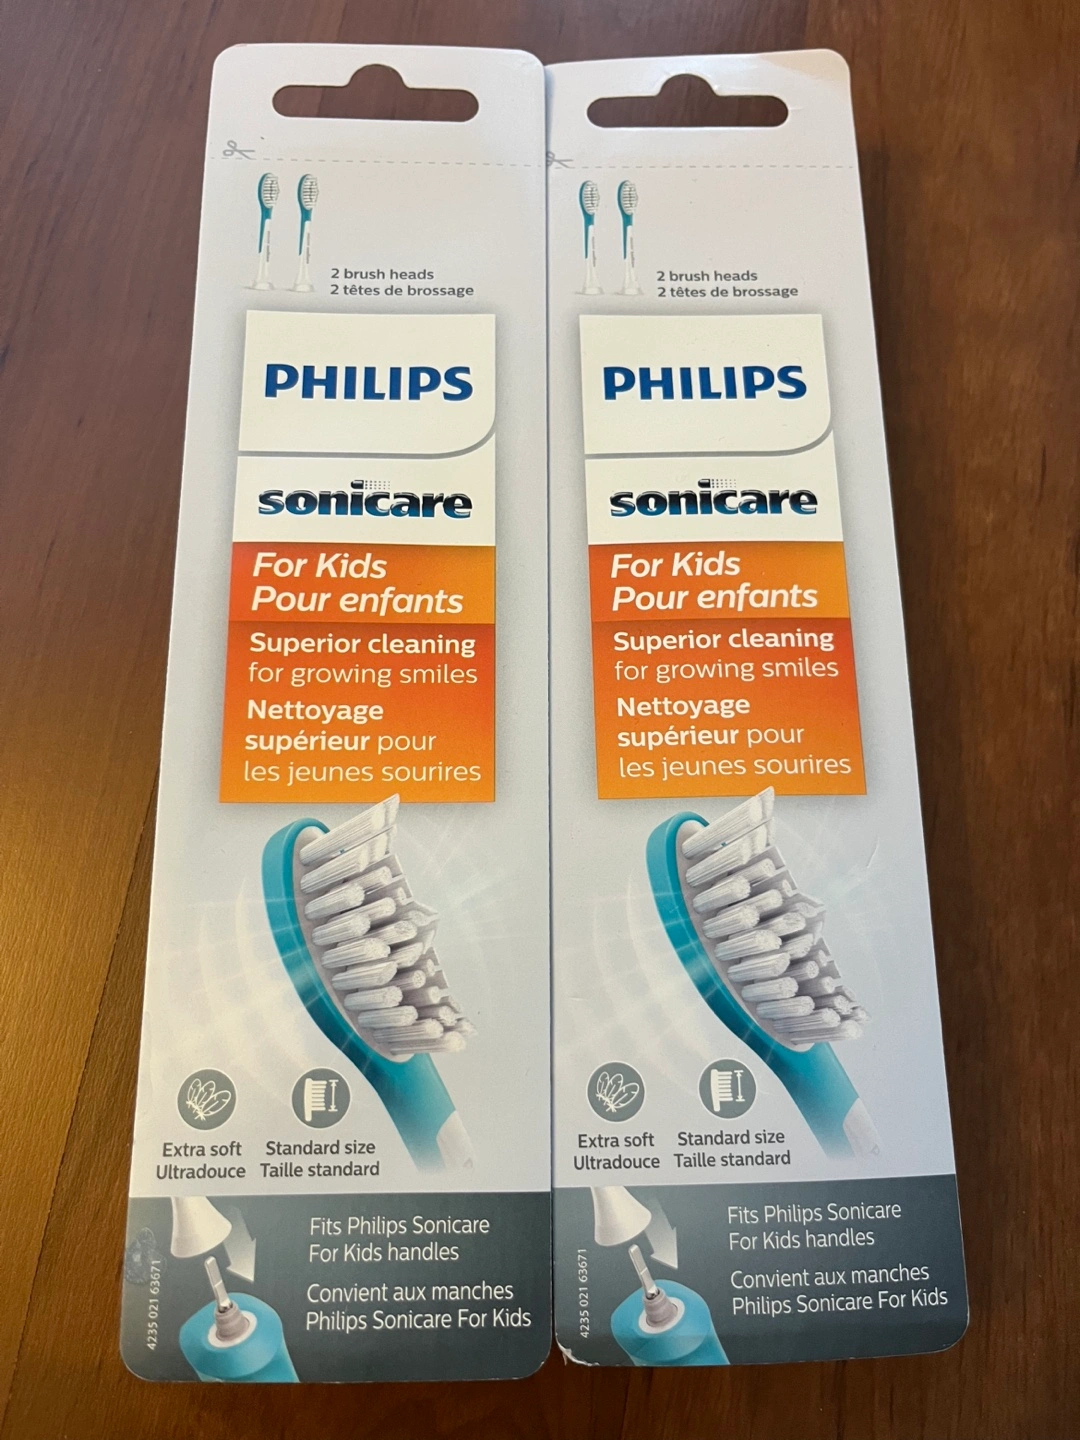 2 brush heads
2 têtes de brossage
PHILIPS
sonicare
For Kids
Pour enfants
Superior cleaning
for growing smiles
Nettoyage
supérieur pour
les jeunes sourires
Extra soft
Ultradouce
Standard size
Taille standard
Fits Philips Sonicare
For Kids handles
Convient aux manches
Philips Sonicare For Kids
4235 021 63671
2 brush heads
2 têtes de brossage
PHILIPS
sonicare
For Kids
Pour enfants
Superior cleaning
for growing smiles
Nettoyage
supérieur pour
les jeunes sourires
Extra soft
Ultradouce
Standard size
Taille standard
Fits Philips Sonicare
For Kids handles
Convient aux manches
Philips Sonicare For Kids
4235 021 63671